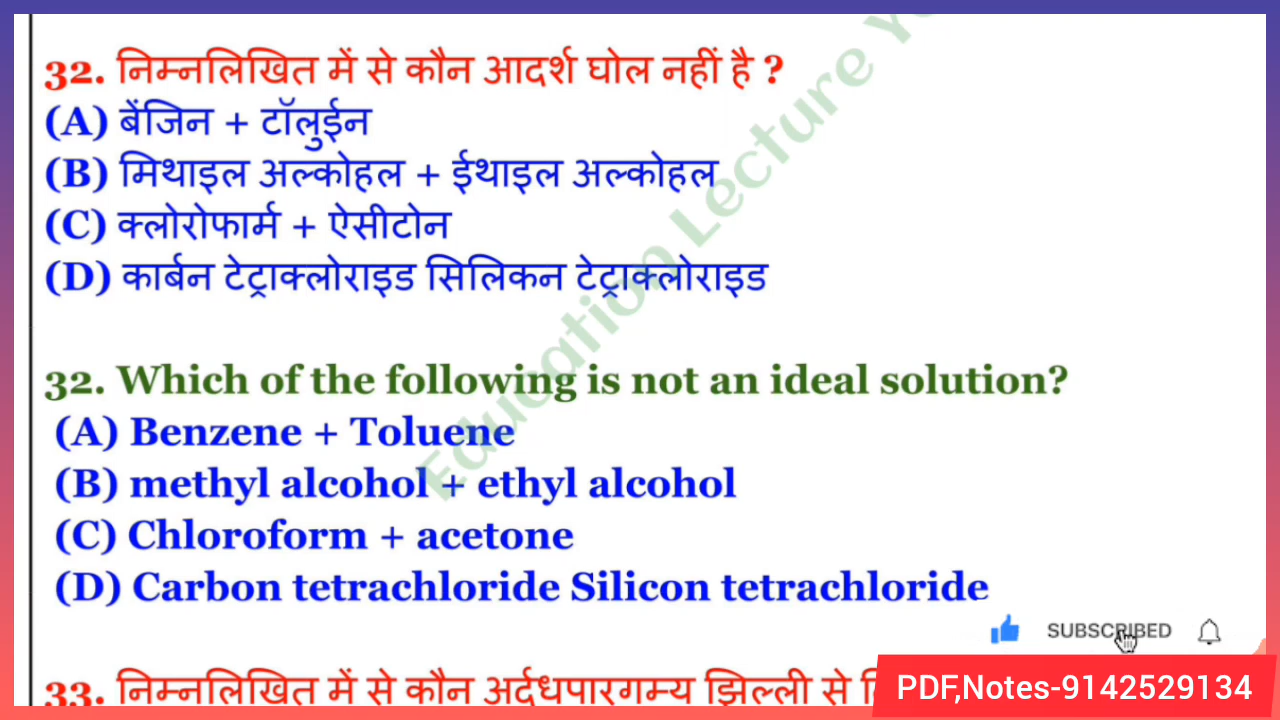 32. निम्नलिखित में से कौन आदर्श घोल नहीं है ?
(A) बेंजिन + टॉलुईन
(B) मिथाइल अल्कोहल + ईथाइल अल्कोहल
(C) क्लोरोफार्म + ऐसीटोन
(D) कार्बन टेट्राक्लोराइड सिलिकन टेट्राक्लोराइड
Education Lecture
32. Which of the following is not an ideal solution?
(A) Benzene + Toluene
(B) methyl alcohol + ethyl alcohol
(C) Chloroform + acetone
(D) Carbon tetrachloride Silicon tetrachloride
SUBSCRIBED
33. निम्नलिखित में से कौन अर्द्धपारगम्य झिल्ली से
PDF,Notes-9142529134